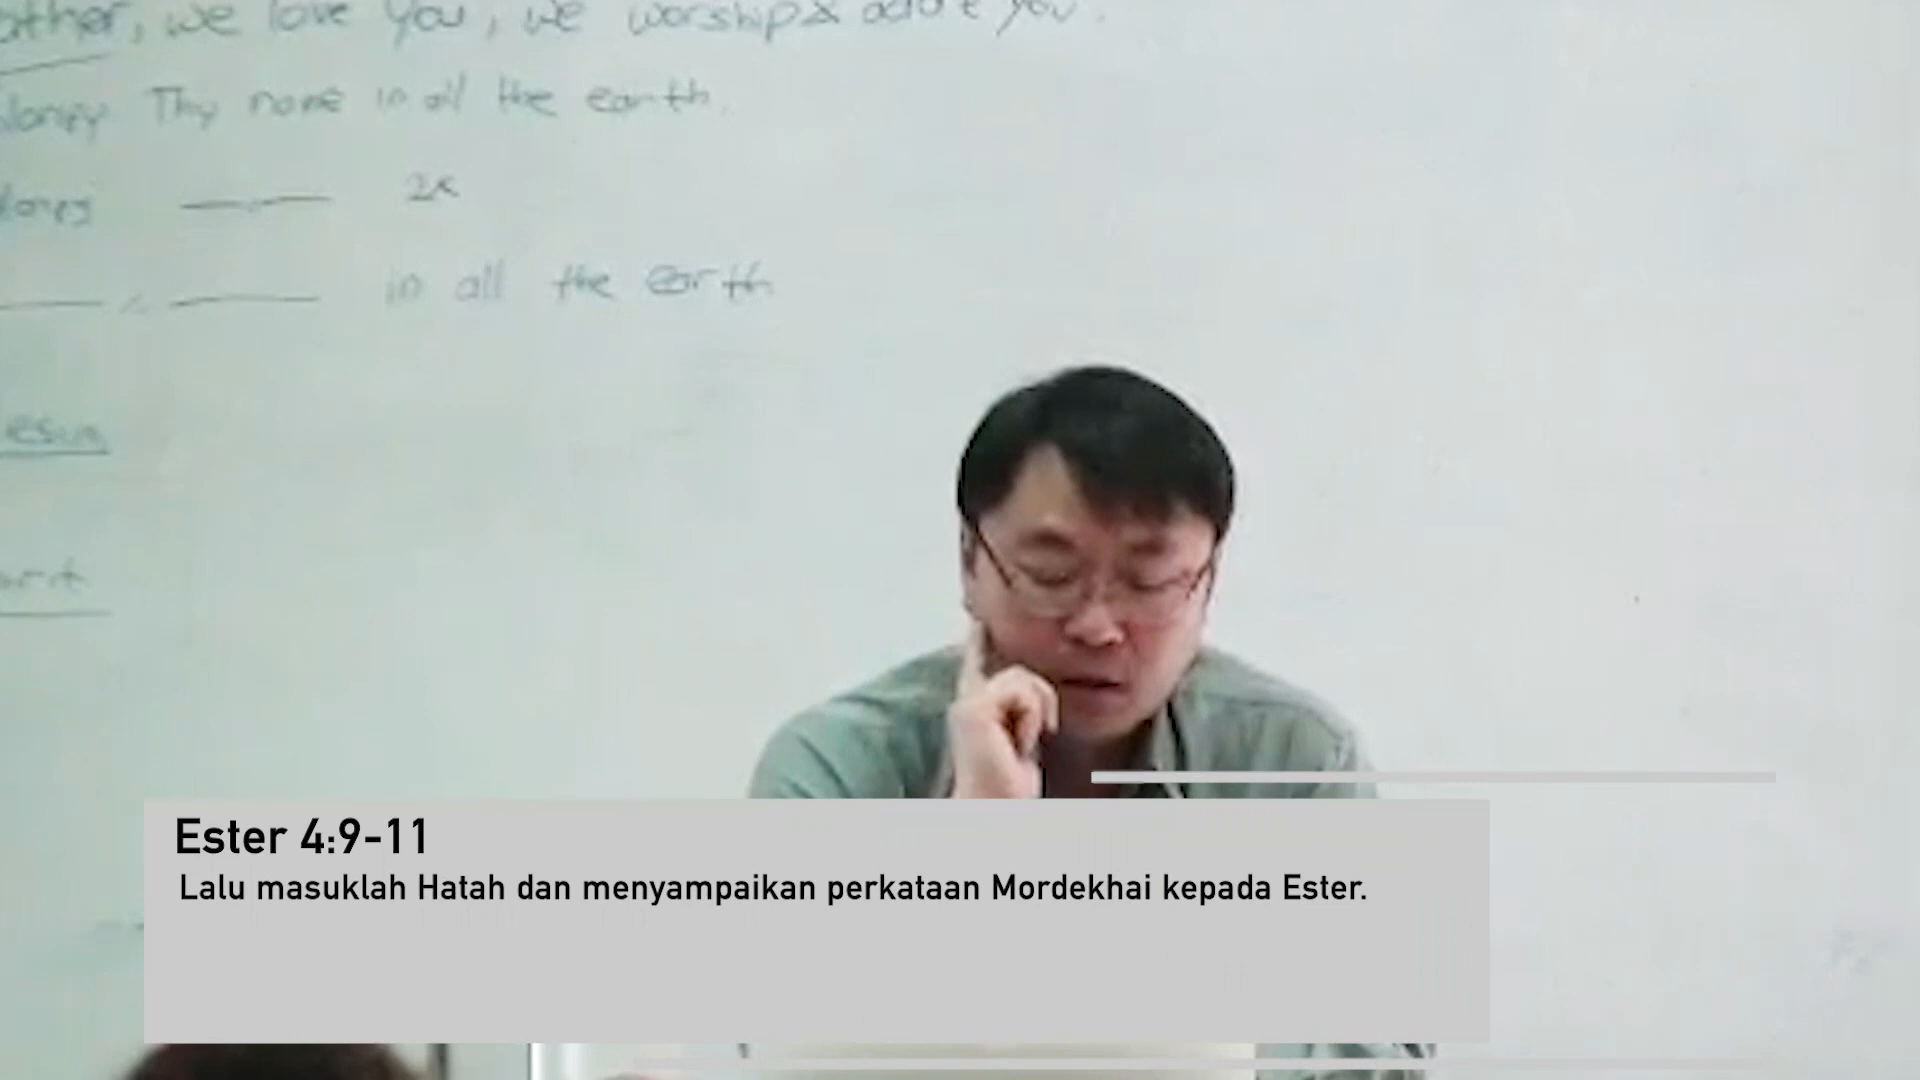 we love You, we worship & adore you.
Thy name in all the earth.
2x
in all the earth
Ester 4:9-11
Lalu masuklah Hatah dan menyampaikan perkataan Mordekhai kepada Ester.